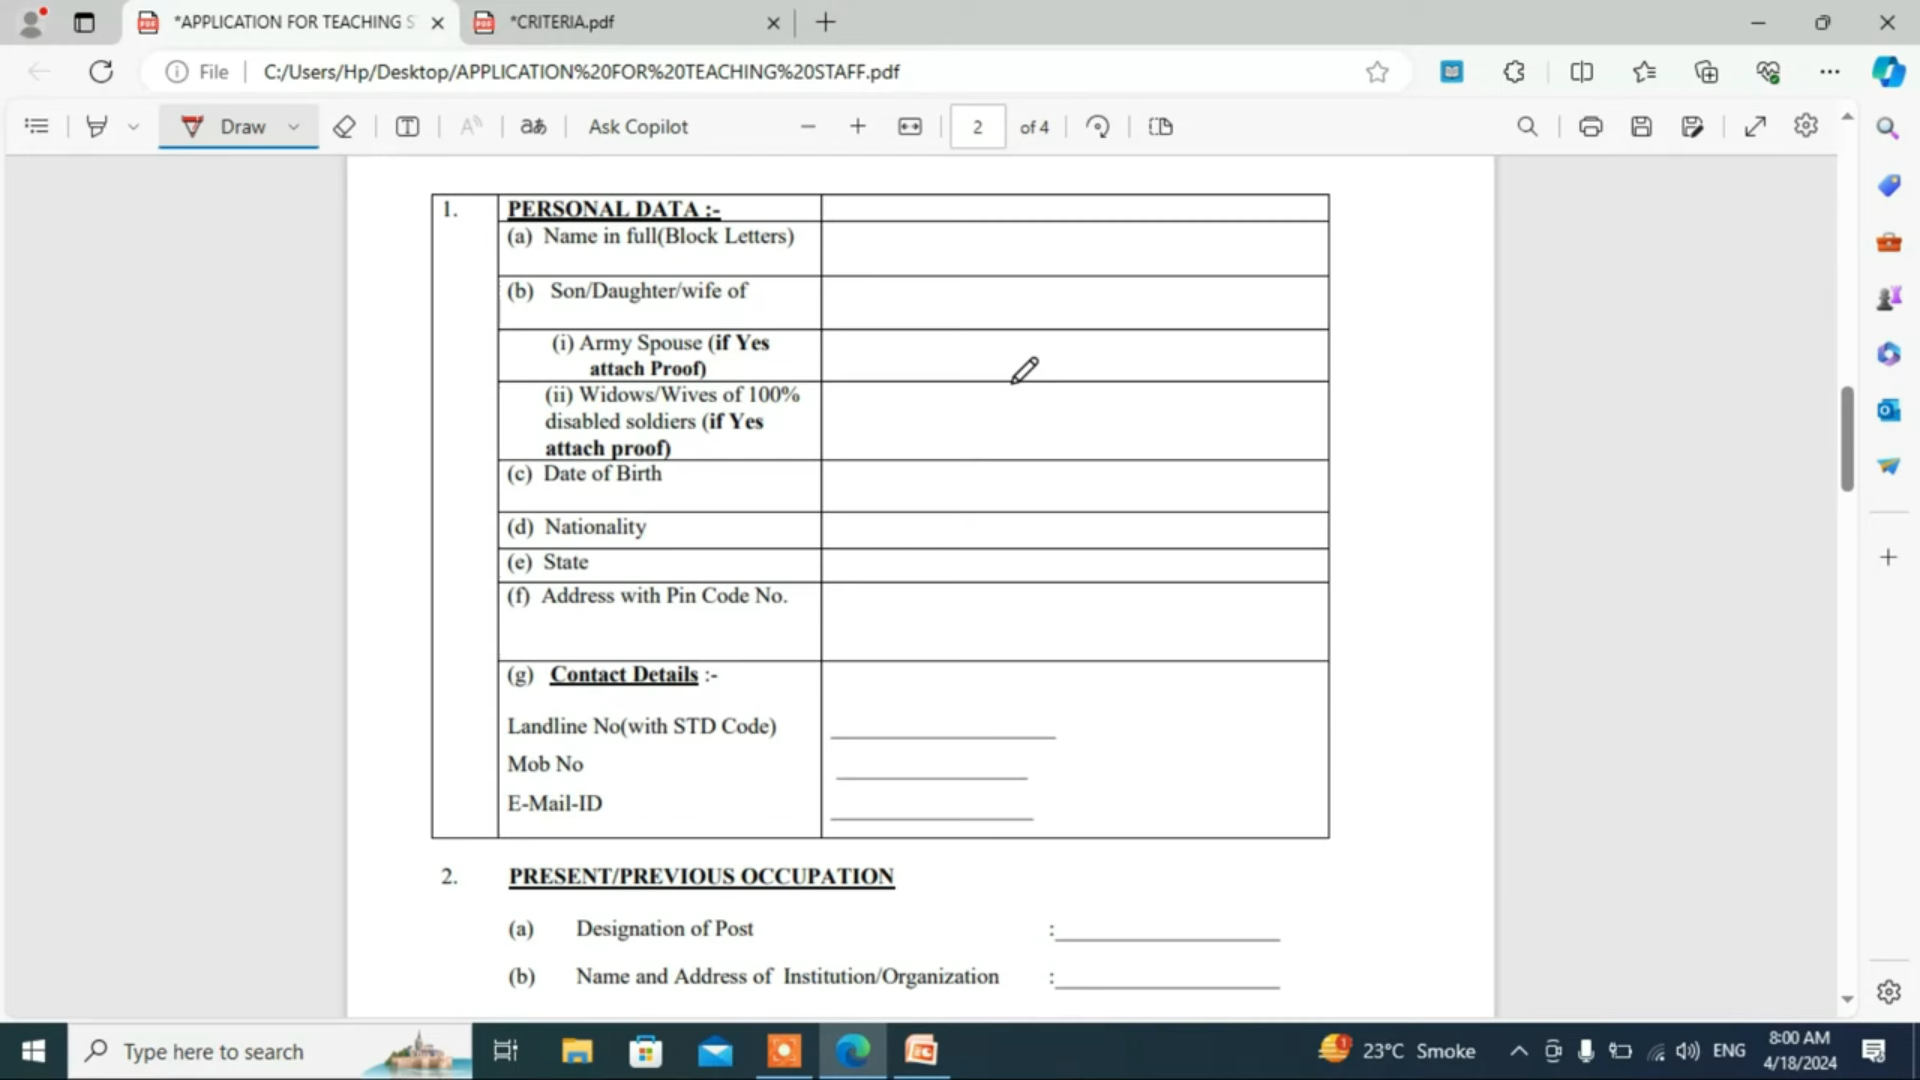 *APPLICATION FOR TEACHING S
*CRITERIA.pdf
File
C:/Users/Hp/Desktop/APPLICATION%20FOR%20TEACHING%20STAFF.pdf
Draw
Ask Copilot
2 of 4
1. PERSONAL DATA :-
(a) Name in full(Block Letters)
(b) Son/Daughter/wife of
(i) Army Spouse (if Yes
attach Proof)
(ii) Widows/Wives of 100%
disabled soldiers (if Yes
attach proof)
(c) Date of Birth
(d) Nationality
(e) State
(f) Address with Pin Code No.
(g) Contact Details :-
Landline No(with STD Code)
Mob No
E-Mail-ID
2. PRESENT/PREVIOUS OCCUPATION
(a) Designation of Post :
(b) Name and Address of Institution/Organization :
Type here to search
23°C Smoke
ENG
8:00 AM
4/18/2024